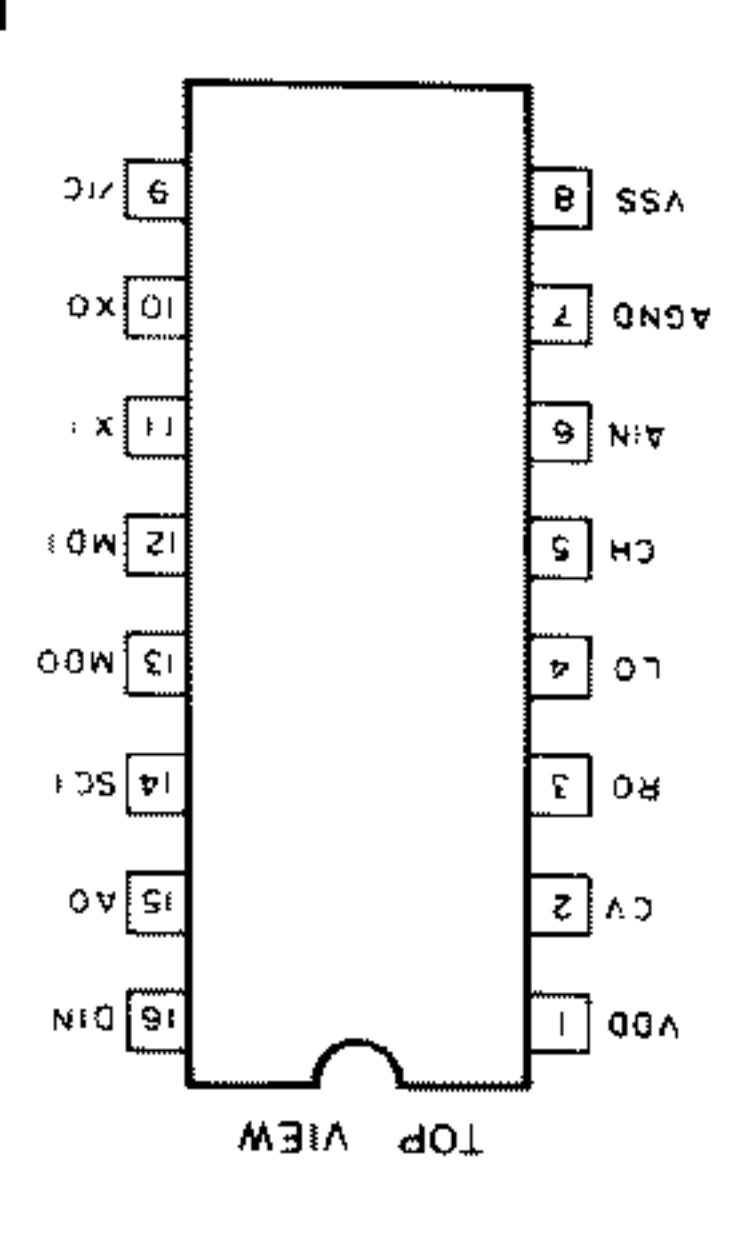 TOP VIEW
VDD 1 16 DIN
CV 2 15 AO
RO 3 14 SCI
LO 4 13 MDO
CH 5 12 MDI
AIN 6 11 XI
AGND 7 10 XO
VSS 8 9